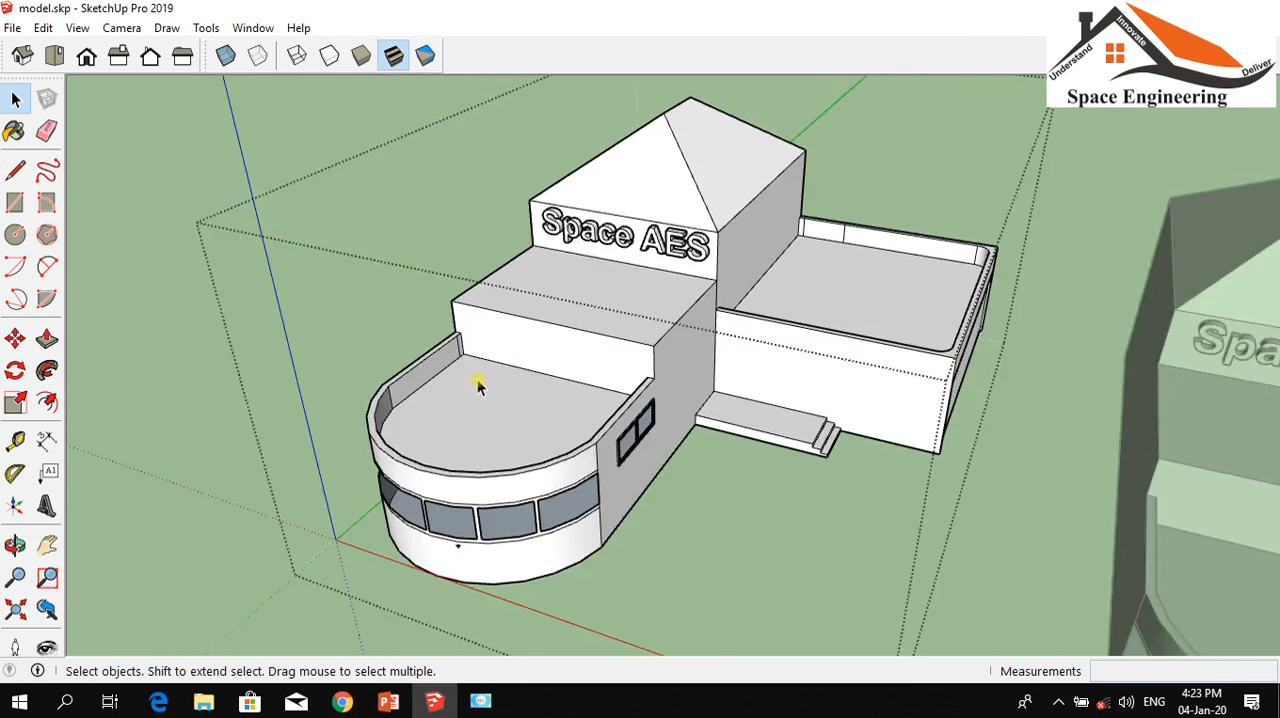 model.skp - SketchUp Pro 2019
File Edit View Camera Draw Tools Window Help
Understand
Innovate
Deliver
Space Engineering
Space AES
Spa
A1
Select objects. Shift to extend select. Drag mouse to select multiple.
Measurements
ENG
4:23 PM
04-Jan-20